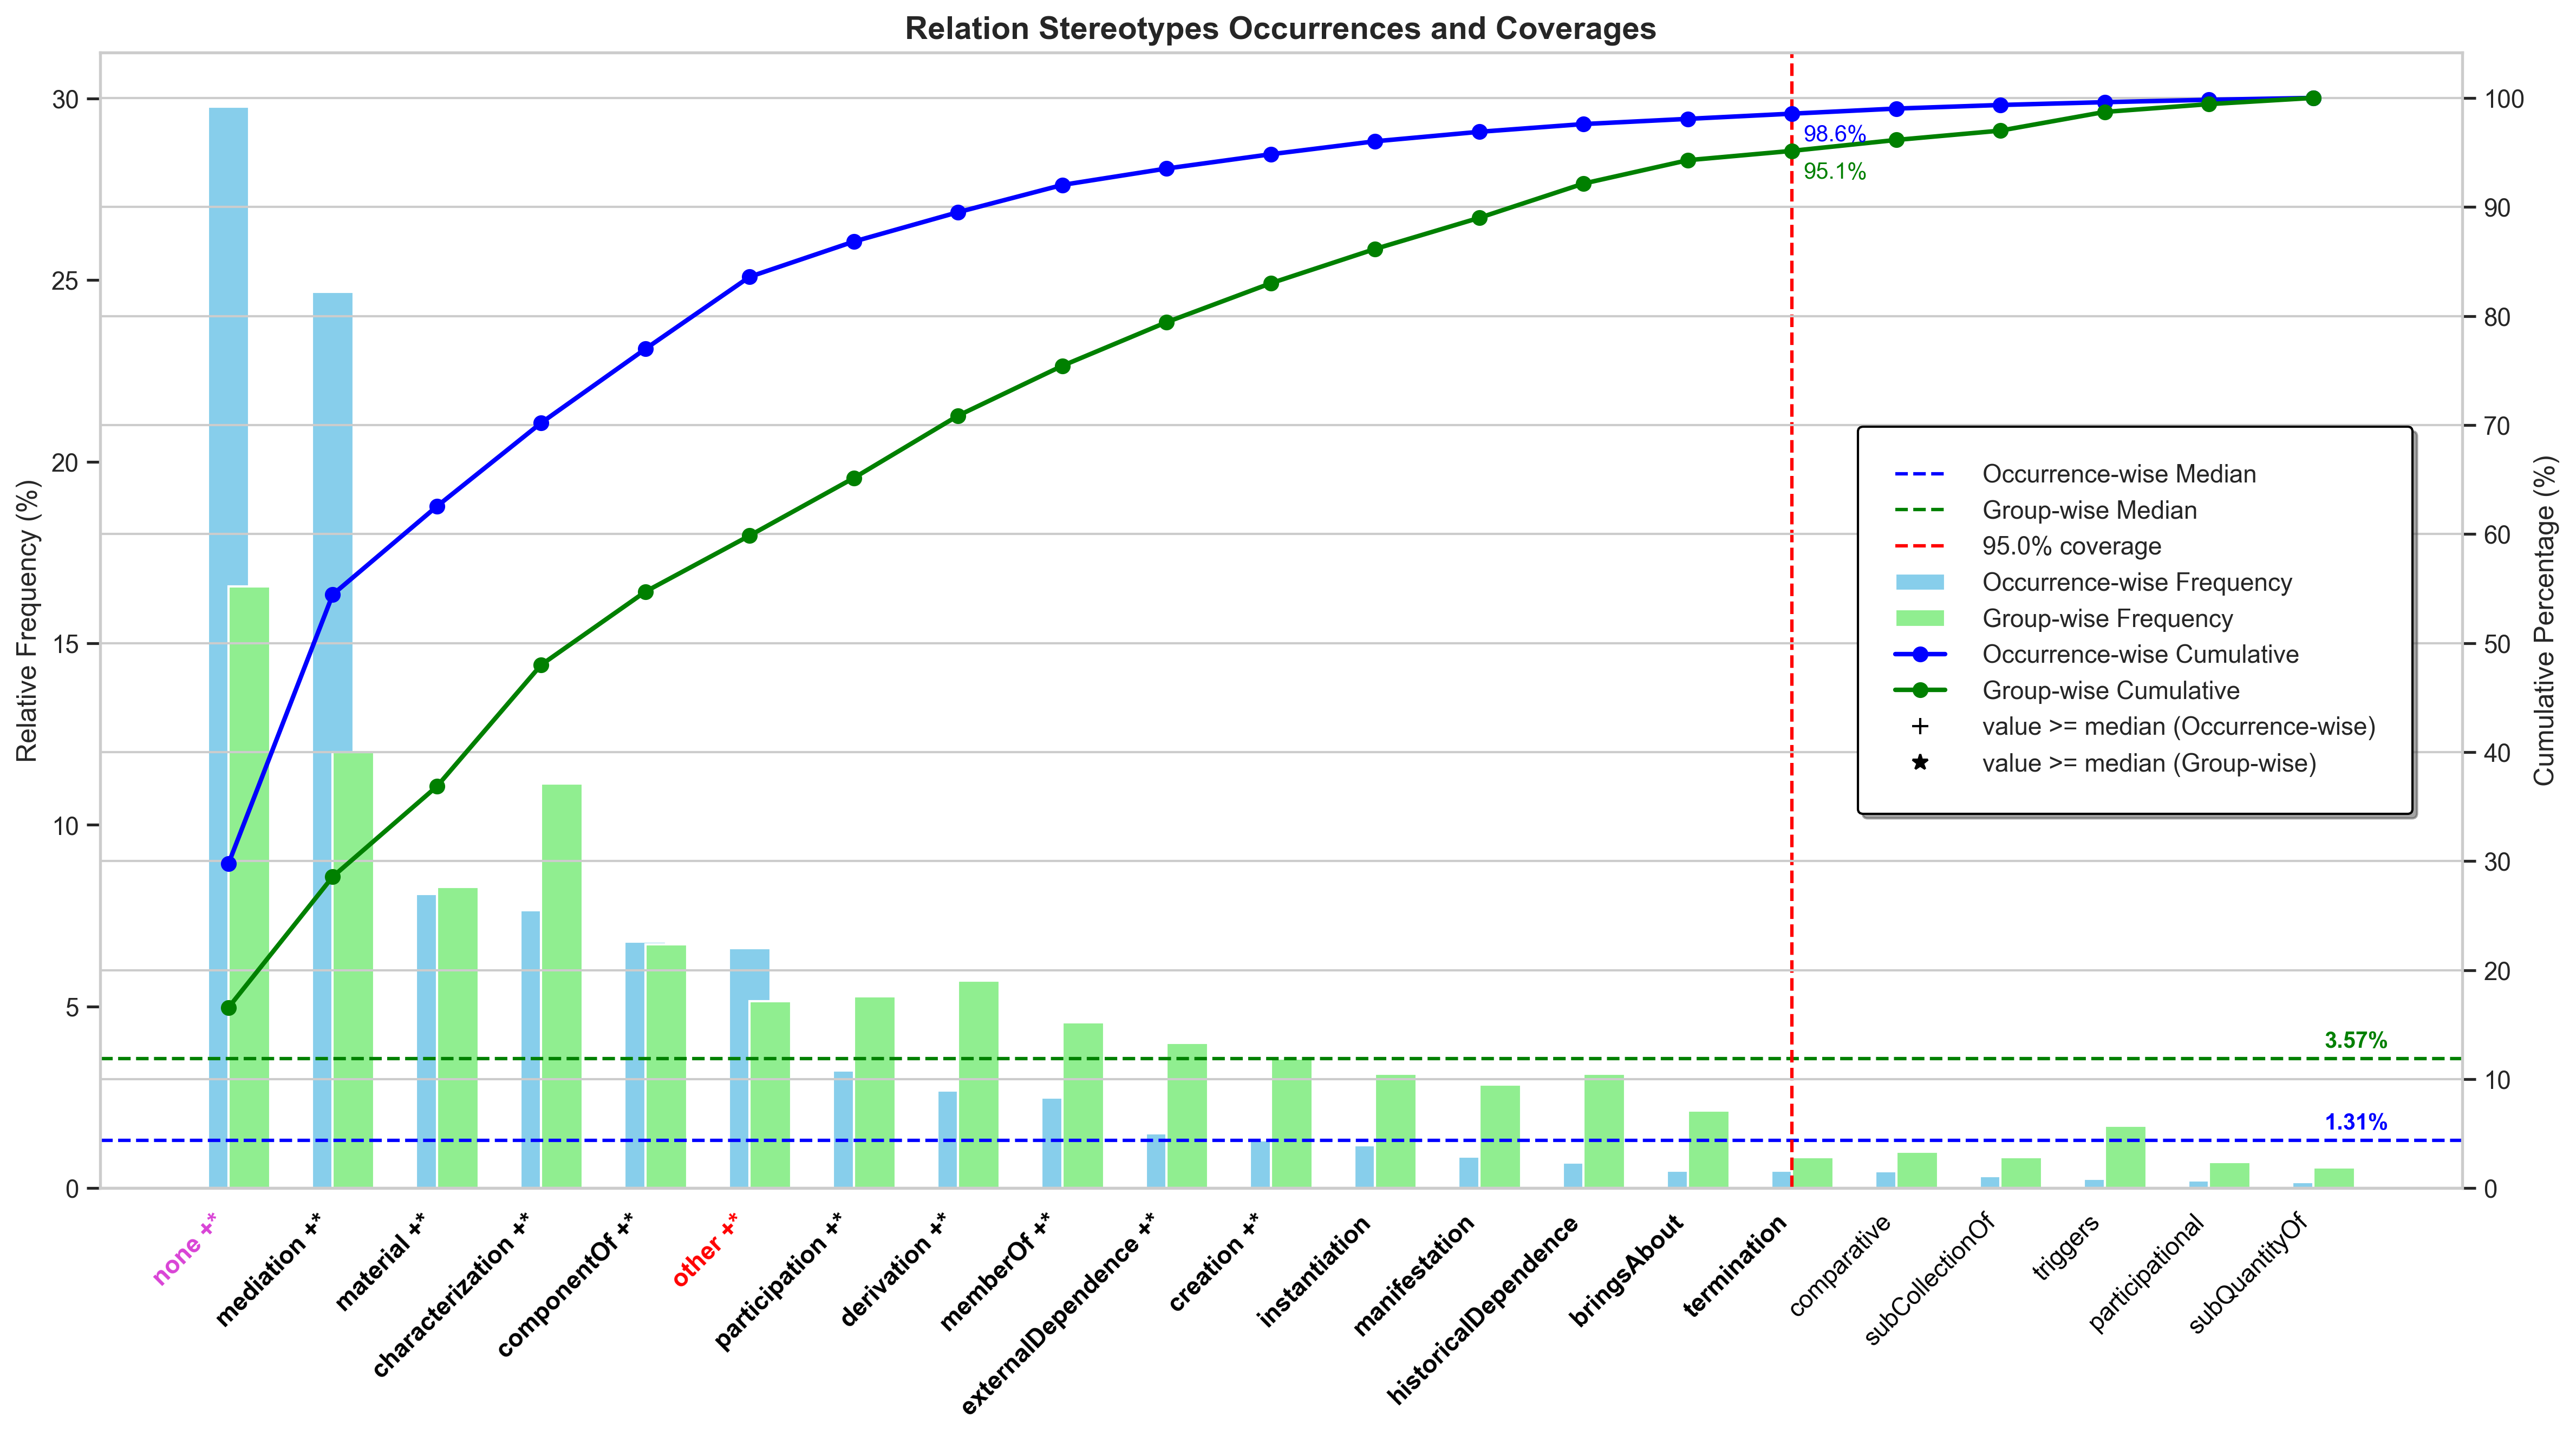 Relation Stereotypes Occurrences and Coverages
Relative Frequency (%)
30
25
20
15
10
5
0
Cumulative Percentage (%)
100
90
80
70
60
50
40
30
20
10
0
98.6%
95.1%
Occurrence-wise Median
Group-wise Median
95.0% coverage
Occurrence-wise Frequency
Group-wise Frequency
Occurrence-wise Cumulative
Group-wise Cumulative
value >= median (Occurrence-wise)
value >= median (Group-wise)
3.57%
1.31%
none +*
mediation +*
material +*
characterization +*
componentOf +*
other +*
participation +*
derivation +*
memberOf +*
externalDependence +*
creation +*
instantiation
manifestation
historicalDependence
bringsAbout
termination
comparative
subCollectionOf
triggers
participational
subQuantityOf